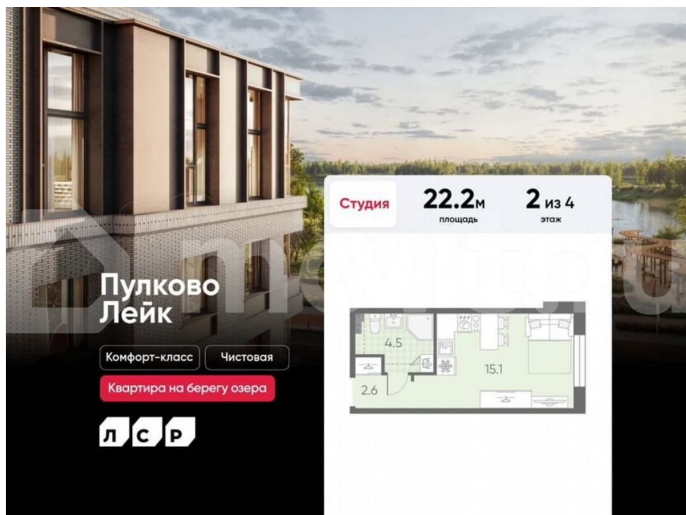 Студия
22.2м
площадь
2 из 4
этаж
Пулково
Лейк
Комфорт-класс
Чистовая
Квартира на берегу озера
ЛСР
4.5
2.6
15.1